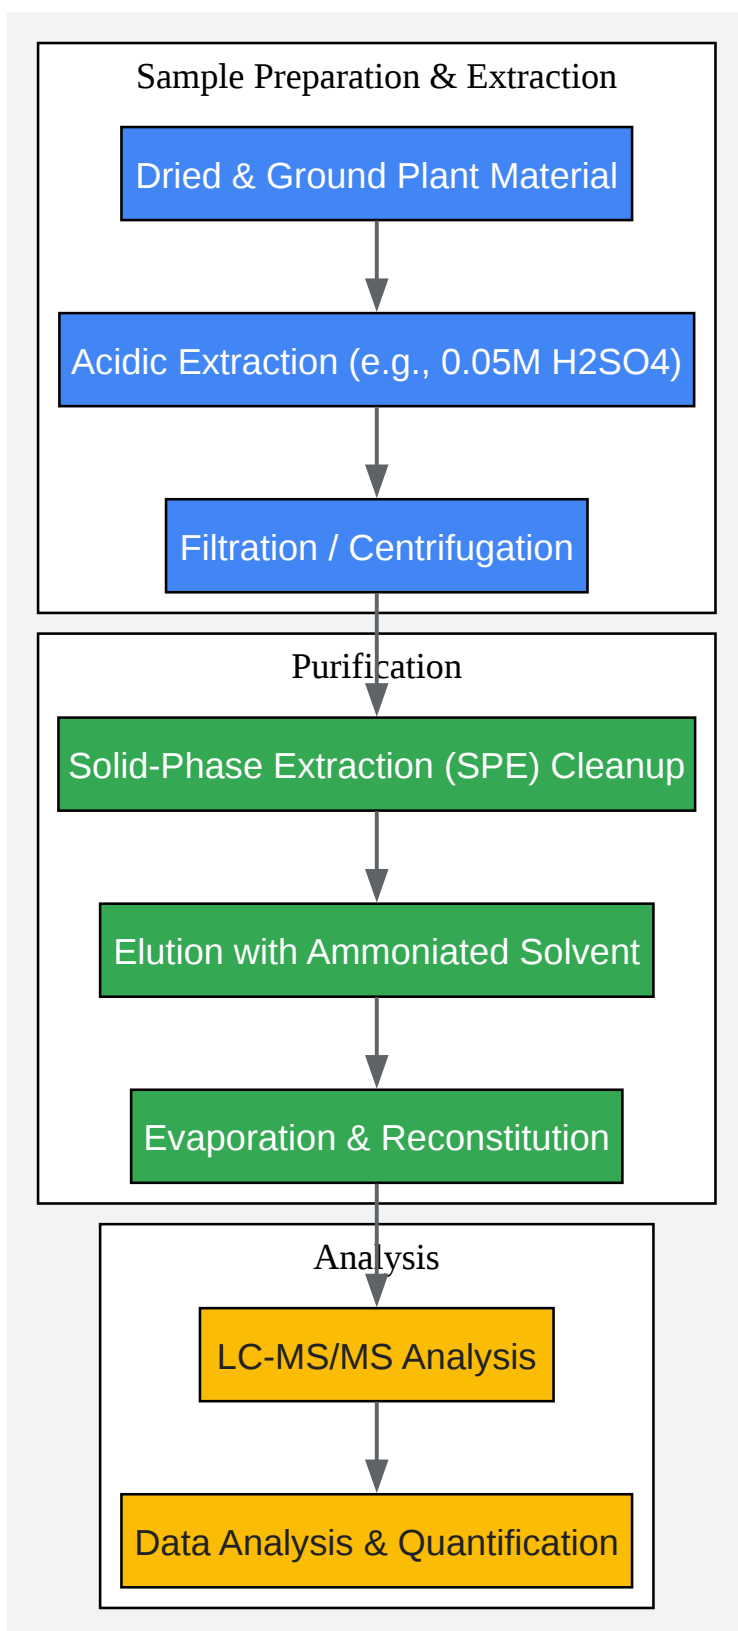 Sample Preparation & Extraction
Dried & Ground Plant Material
Acidic Extraction (e.g., 0.05M H2SO4)
Filtration / Centrifugation
Purification
Solid-Phase Extraction (SPE) Cleanup
Elution with Ammoniated Solvent
Evaporation & Reconstitution
Analysis
LC-MS/MS Analysis
Data Analysis & Quantification